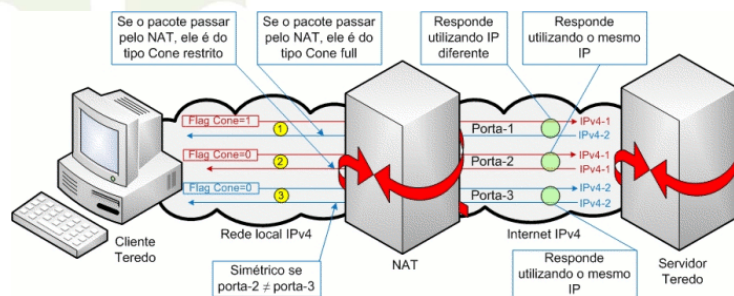 Se o pacote passar
pelo NAT, ele é do
tipo Cone restrito
Se o pacote passar
pelo NAT, ele é do
tipo Cone full
Responde
utilizando IP
diferente
Responde
utilizando o mesmo
IP
Flag Cone=1
1
Porta-1
IPv4-1
IPv4-2
Flag Cone=0
2
Porta-2
IPv4-1
IPv4-1
Flag Cone=0
3
Porta-3
IPv4-2
IPv4-2
Cliente
Teredo
Rede local IPv4
NAT
Internet IPv4
Servidor
Teredo
Simétrico se
porta-2 ≠ porta-3
Responde
utilizando o mesmo
IP